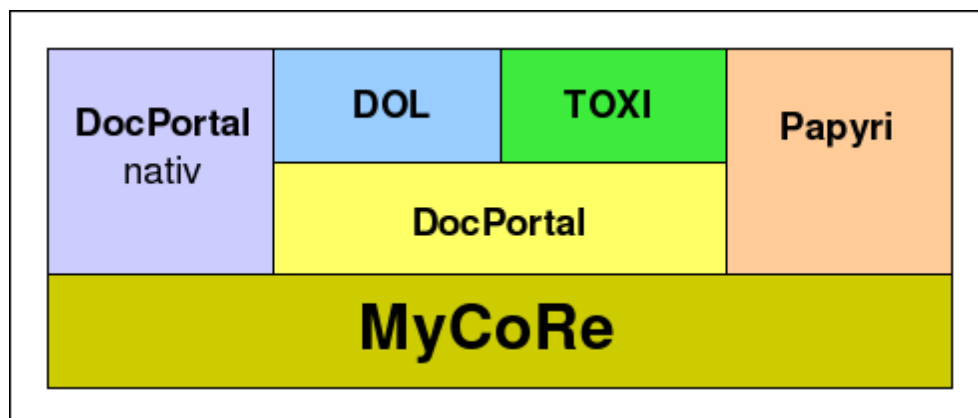 DocPortal
nativ
DOL
TOXI
Papyri
DocPortal
MyCoRe